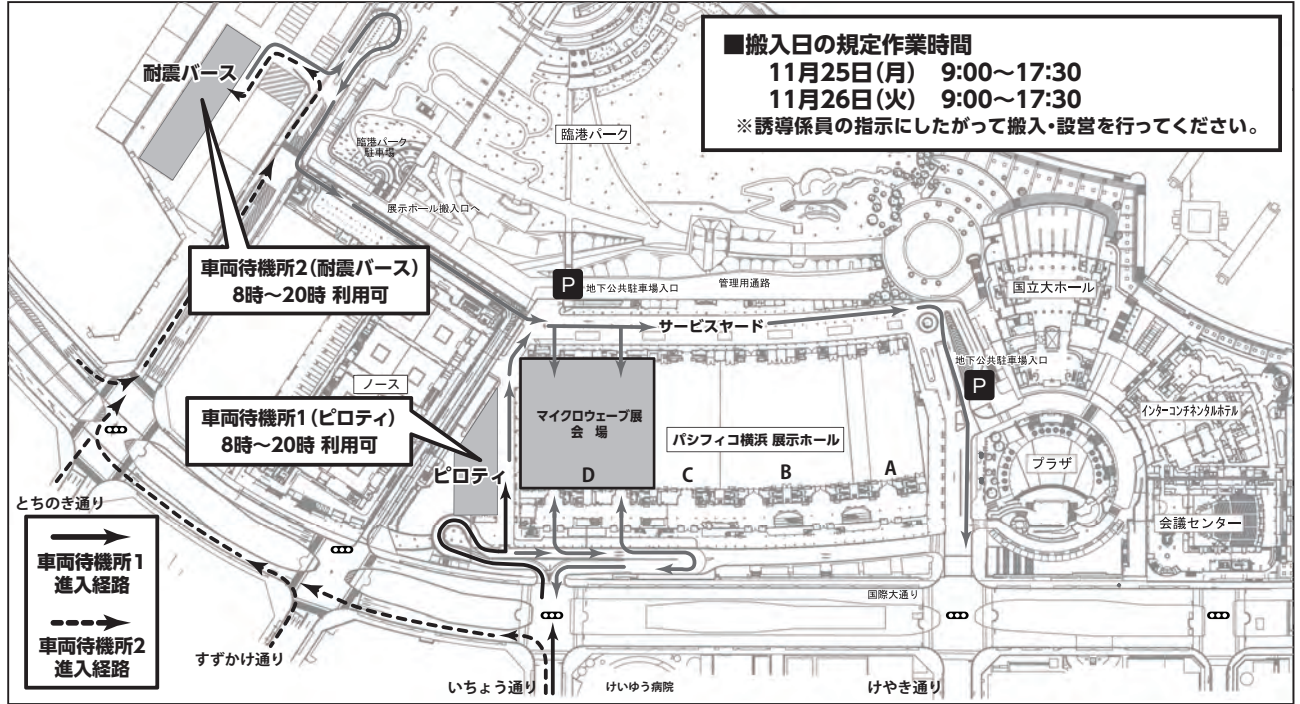 ■搬入日の規定作業時間
11月25日(月) 9:00〜17:30
11月26日(火) 9:00〜17:30
※誘導係員の指示にしたがって搬入・設営を行ってください。
耐震バース
臨港パーク
臨港パーク
駐車場
展示ホール搬入口へ
車両待機所2(耐震バース)
8時〜20時 利用可
P
地下公共駐車場入口
管理用通路
国立大ホール
サービスヤード
地下公共駐車場入口
P
ノース
車両待機所1(ピロティ)
8時〜20時 利用可
マイクロウェーブ展
会 場
パシフィコ横浜 展示ホール
インターコンチネンタルホテル
D
C
B
A
ピロティ
プラザ
会議センター
とちのき通り
車両待機所1
進入経路
車両待機所2
進入経路
国際大通り
すずかけ通り
いちょう通り
けいゆう病院
けやき通り